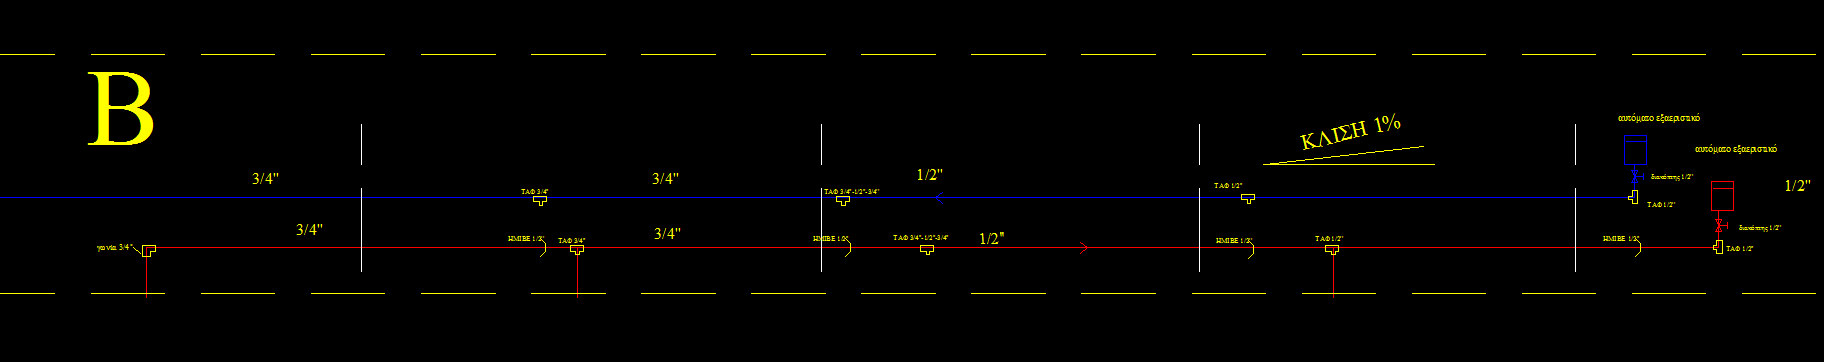 B
ΚΛΙΣΗ 1%
αυτόματο εξαεριστικό
αυτόματο εξαεριστικό
3/4"
3/4"
1/2"
διακόπτης 1/2"
1/2"
ΤΑΦ 3/4"
ΤΑΦ 3/4"-1/2"-3/4"
ΤΑΦ 1/2"
ΤΑΦ 1/2"
3/4"
3/4"
1/2"
διακόπτης 1/2"
γωνία 3/4"
ΗΜΙΒΕ 1/2"
ΤΑΦ 3/4"
ΗΜΙΒΕ 1/2"
ΤΑΦ 3/4"-1/2"-3/4"
ΗΜΙΒΕ 1/2"
ΤΑΦ 1/2"
ΗΜΙΒΕ 1/2"
ΤΑΦ 1/2"